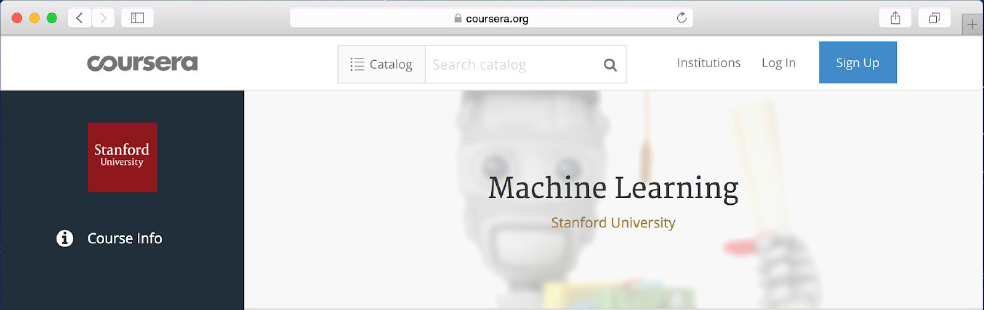 coursera.org
coursera
Catalog
Search catalog
Institutions
Log In
Sign Up
Stanford
University
Machine Learning
Stanford University
Course Info